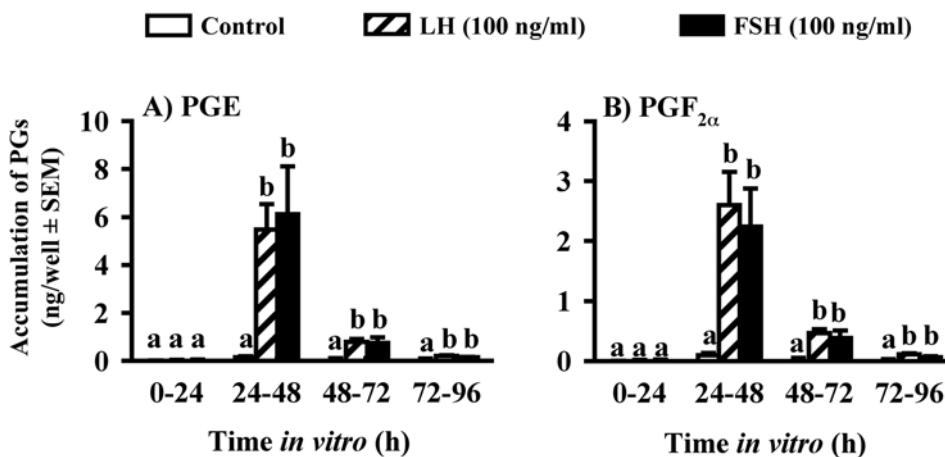 Control LH (100 ng/ml) FSH (100 ng/ml)
A) PGE
Accumulation of PGs
(ng/well ± SEM)
10
8
6
4
2
0
a a a
a b b
a b b
a b b
0-24 24-48 48-72 72-96
Time in vitro (h)
B) PGF2α
4
3
2
1
0
a a a
a b b
a b b
a b b
0-24 24-48 48-72 72-96
Time in vitro (h)